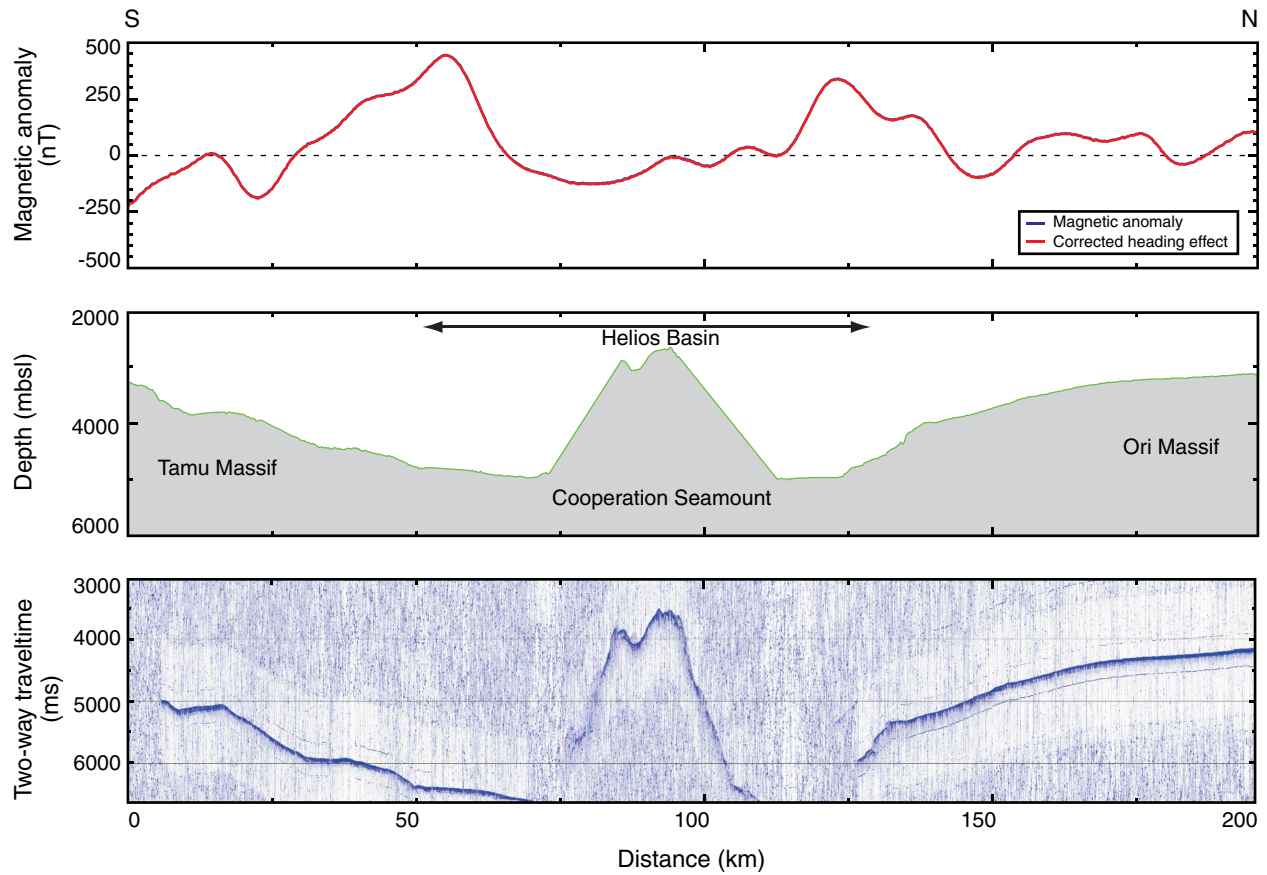 S
N
Magnetic anomaly
(nT)
500
250
0
-250
-500
Magnetic anomaly
Corrected heading effect
Depth (mbsl)
2000
4000
6000
Helios Basin
Tamu Massif
Ori Massif
Cooperation Seamount
Two-way traveltime
(ms)
3000
4000
5000
6000
0
50
100
150
200
Distance (km)